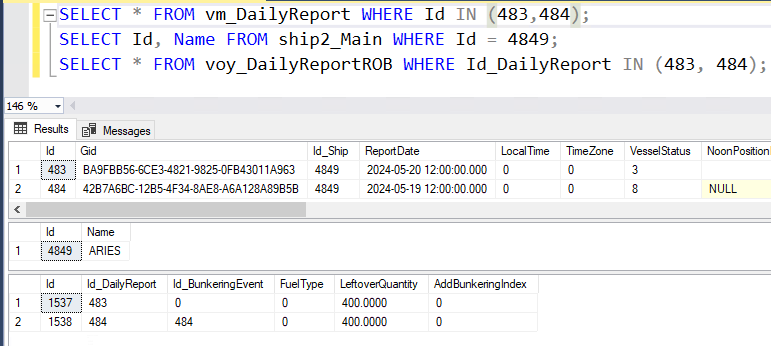 SELECT * FROM vm_DailyReport WHERE Id IN (483,484);
SELECT Id, Name FROM ship2_Main WHERE Id = 4849;
SELECT * FROM voy_DailyReportROB WHERE Id_DailyReport IN (483, 484);
146 %
Results Messages
Id Gid Id_Ship ReportDate LocalTime TimeZone VesselStatus NoonPosition
1 483 BA9FBB56-6CE3-4821-9825-0FB43011A963 4849 2024-05-20 12:00:00.000 0 0 3
2 484 42B7A6BC-12B5-4F34-8AE8-A6A128A89B5B 4849 2024-05-19 12:00:00.000 0 0 8 NULL
Id Name
1 4849 ARIES
Id Id_DailyReport Id_BunkeringEvent FuelType LeftoverQuantity AddBunkeringIndex
1 1537 483 0 0 400.0000 0
2 1538 484 484 0 400.0000 0